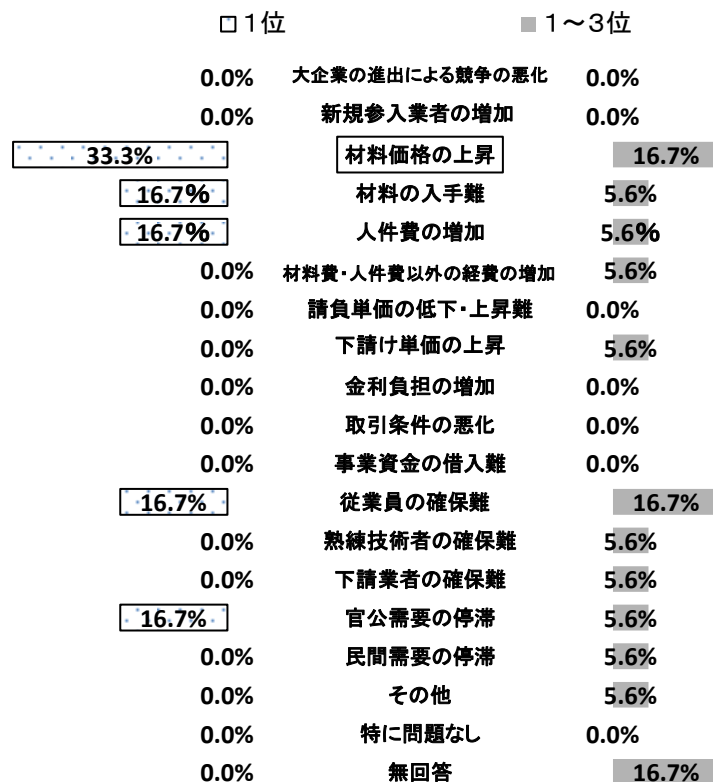 １位 １～３位
0.0% 大企業の進出による競争の悪化 0.0%
0.0% 新規参入業者の増加 0.0%
33.3% 材料価格の上昇 16.7%
16.7% 材料の入手難 5.6%
16.7% 人件費の増加 5.6%
0.0% 材料費・人件費以外の経費の増加 5.6%
0.0% 請負単価の低下・上昇難 0.0%
0.0% 下請け単価の上昇 5.6%
0.0% 金利負担の増加 0.0%
0.0% 取引条件の悪化 0.0%
0.0% 事業資金の借入難 0.0%
16.7% 従業員の確保難 16.7%
0.0% 熟練技術者の確保難 5.6%
0.0% 下請業者の確保難 5.6%
16.7% 官公需要の停滞 5.6%
0.0% 民間需要の停滞 5.6%
0.0% その他 5.6%
0.0% 特に問題なし 0.0%
0.0% 無回答 16.7%